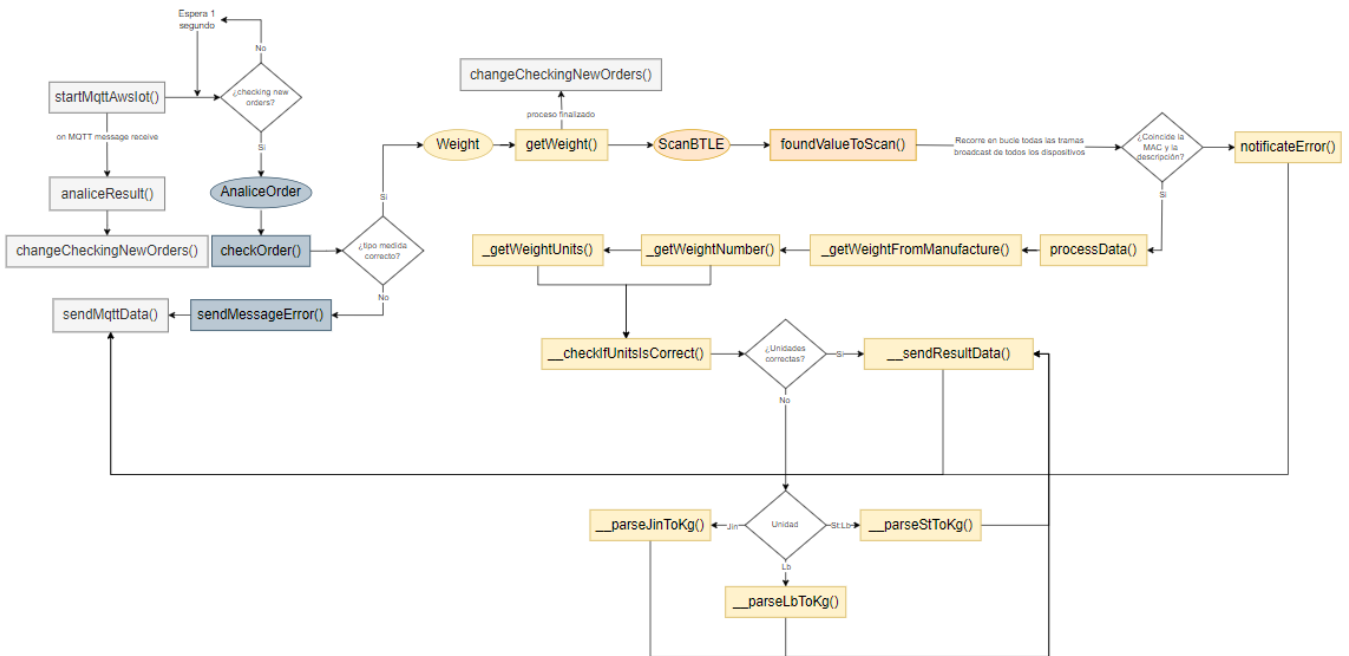 Espera 1
segundo
No
¿checking new
orders?
startMqttAwsIot()
on MQTT message receive
Si
analiceResult()
AnaliceOrder
changeCheckingNewOrders()
checkOrder()
¿tipo medida
correcto?
Si
No
sendMqttData()
sendMessageError()
changeCheckingNewOrders()
proceso finalizado
Weight
getWeight()
ScanBTLE
foundValueToScan()
Recorre en bucle todas las tramas
broadcast de todos los dispositivos
¿Coincide la
MAC y la
descripción?
notificateError()
Si
_getWeightUnits()
_getWeightNumber()
_getWeightFromManufacture()
processData()
__checkIfUnitsIsCorrect()
¿Unidades
correctas?
Si
__sendResultData()
No
__parseJinToKg()
Jin
Unidad
St:Lb
__parseStToKg()
Lb
__parseLbToKg()